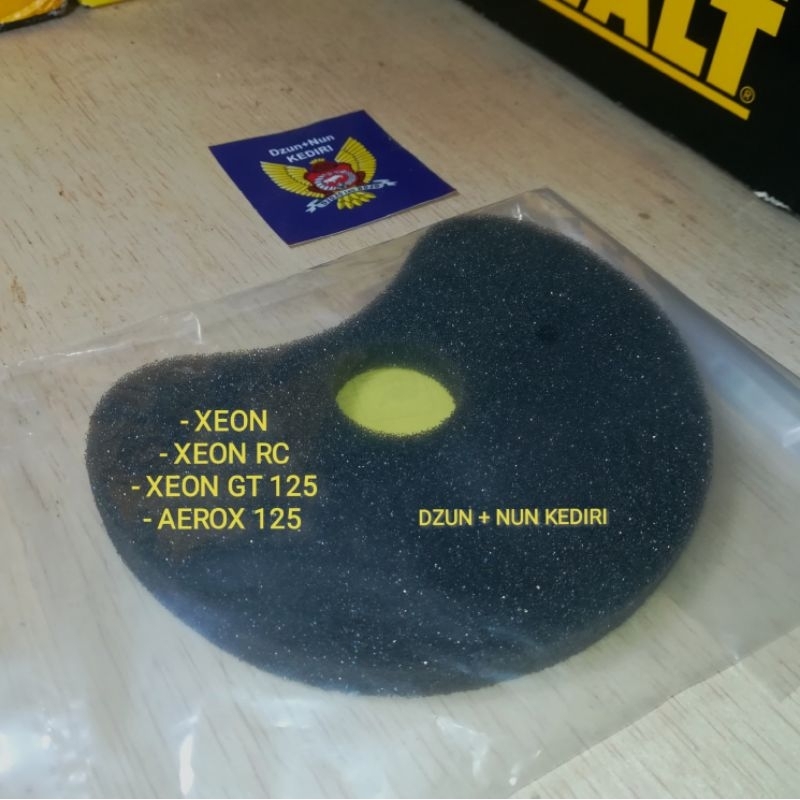 ALT®
Dzun+Nun
KEDIRI
- XEON
- XEON RC
- XEON GT 125
- AEROX 125
DZUN + NUN KEDIRI